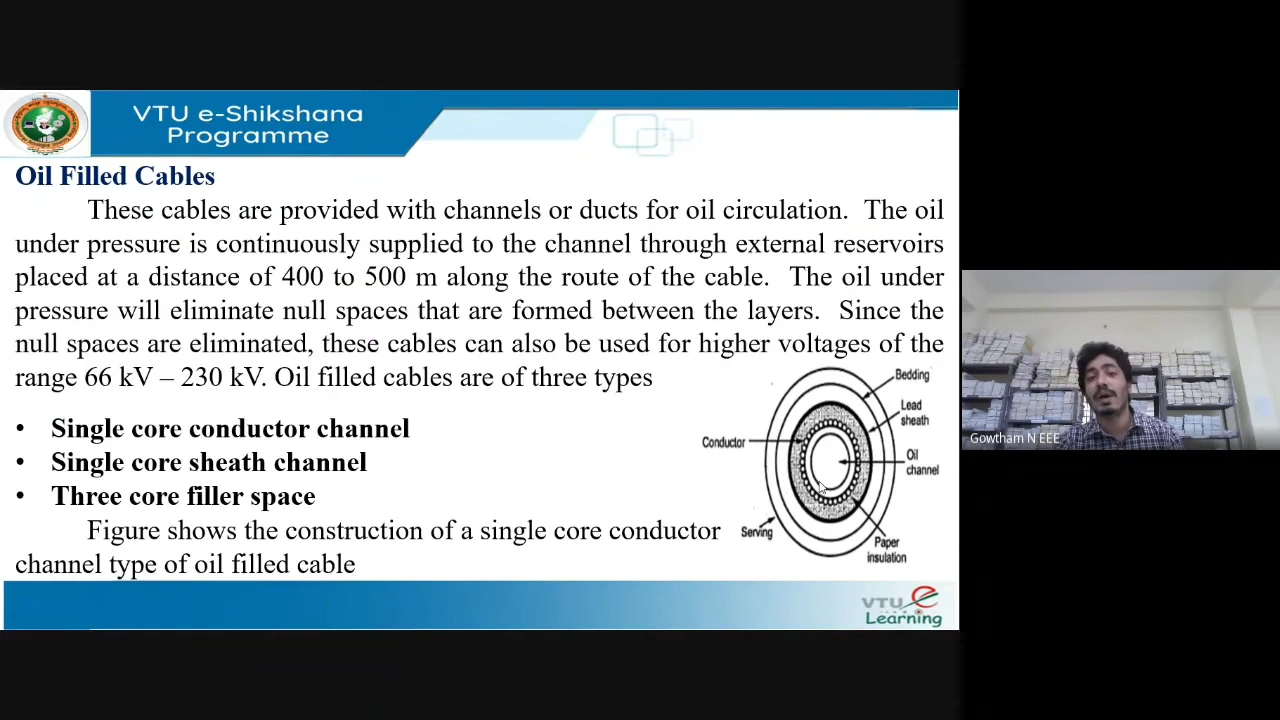 VTU e-Shikshana
Programme
Oil Filled Cables
These cables are provided with channels or ducts for oil circulation. The oil
under pressure is continuously supplied to the channel through external reservoirs
placed at a distance of 400 to 500 m along the route of the cable. The oil under
pressure will eliminate null spaces that are formed between the layers. Since the
null spaces are eliminated, these cables can also be used for higher voltages of the
range 66 kV – 230 kV. Oil filled cables are of three types
• Single core conductor channel
• Single core sheath channel
• Three core filler space
Figure shows the construction of a single core conductor
channel type of oil filled cable
Bedding
Lead
sheath
Conductor
Oil
channel
Serving
Paper
insulation
Gowtham N EEE
VTU e
Learning